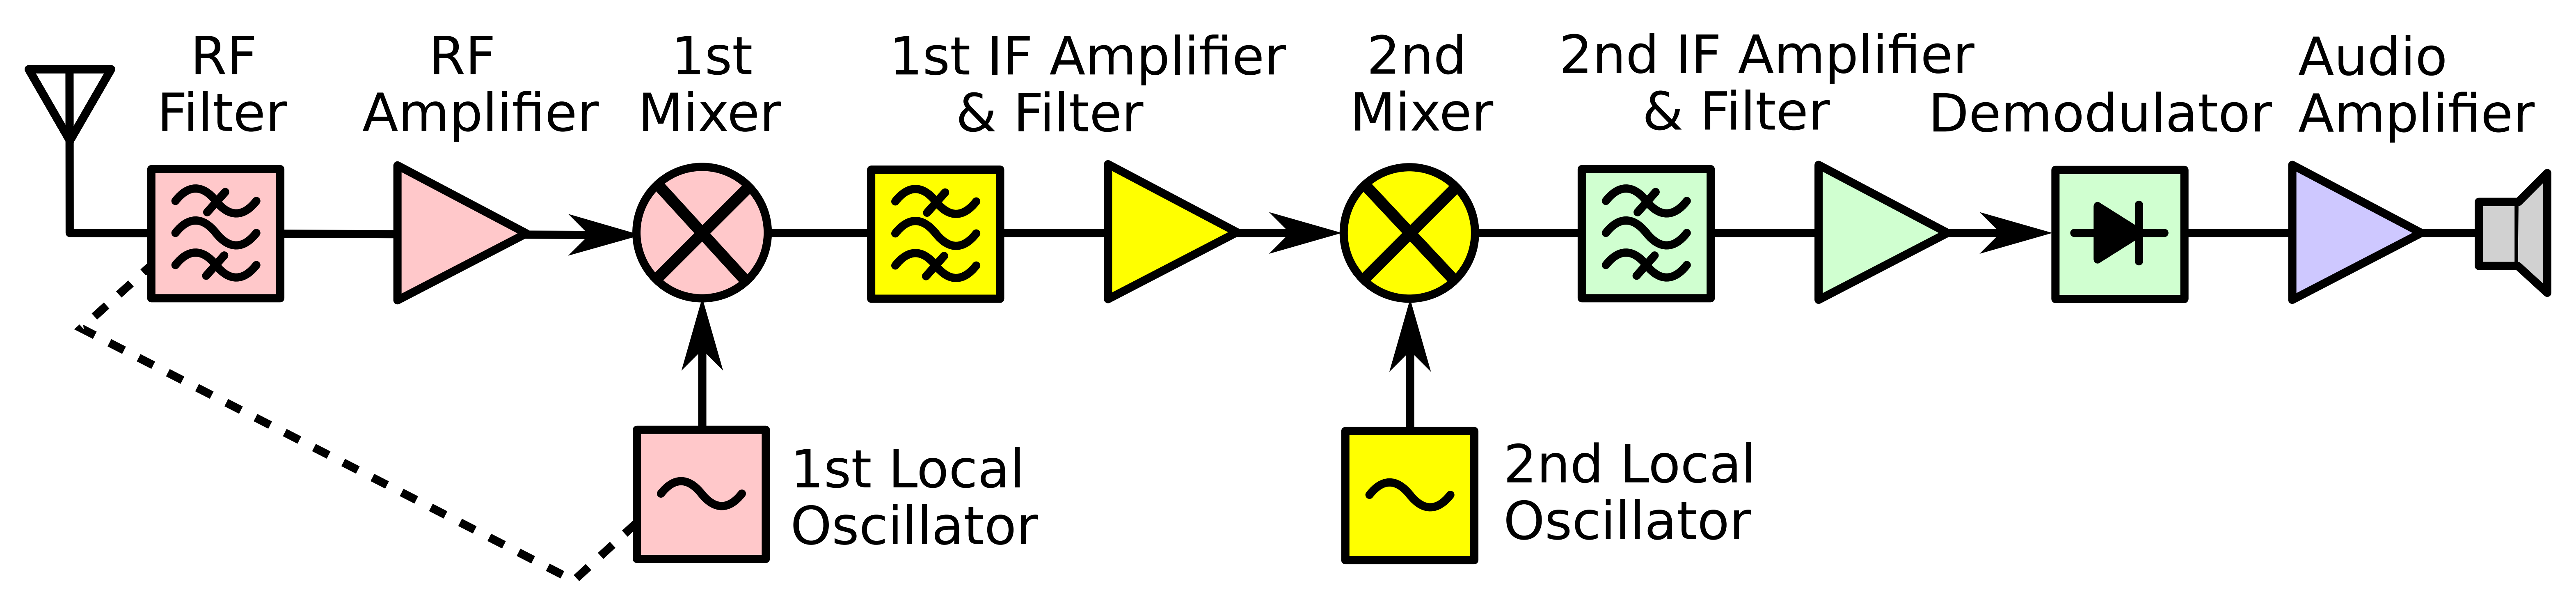 RF
Filter
RF
Amplifier
1st
Mixer
1st IF Amplifier
& Filter
2nd
Mixer
2nd IF Amplifier
& Filter
Demodulator
Audio
Amplifier
1st Local
Oscillator
2nd Local
Oscillator